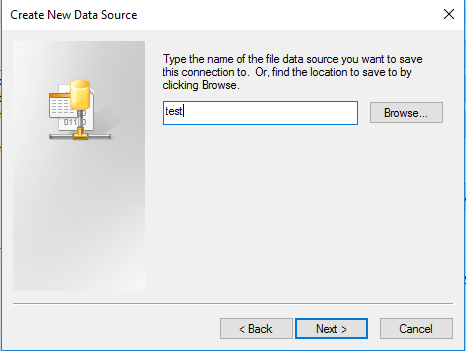 Create New Data Source
Type the name of the file data source you want to save
this connection to. Or, find the location to save to by
clicking Browse.
test
Browse...
< Back
Next >
Cancel